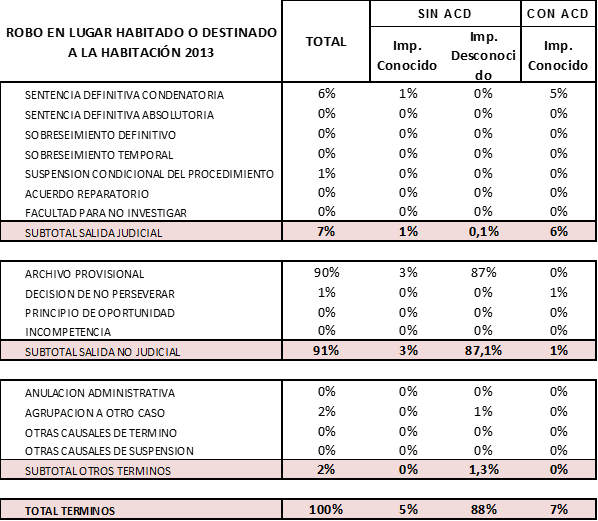 ROBO EN LUGAR HABITADO O DESTINADO A LA HABITACIÓN 2013 TOTAL SIN ACD CON ACD
Imp. Conocido Imp. Desconoci do Imp. Conocido
SENTENCIA DEFINITIVA CONDENATORIA 6% 1% 0% 5%
SENTENCIA DEFINITIVA ABSOLUTORIA 0% 0% 0% 0%
SOBRESEIMIENTO DEFINITIVO 0% 0% 0% 0%
SOBRESEIMIENTO TEMPORAL 0% 0% 0% 0%
SUSPENSION CONDICIONAL DEL PROCEDIMIENTO 1% 0% 0% 0%
ACUERDO REPARATORIO 0% 0% 0% 0%
FACULTAD PARA NO INVESTIGAR 0% 0% 0% 0%
SUBTOTAL SALIDA JUDICIAL 7% 1% 0,1% 6%
ARCHIVO PROVISIONAL 90% 3% 87% 0%
DECISION DE NO PERSEVERAR 1% 0% 0% 1%
PRINCIPIO DE OPORTUNIDAD 0% 0% 0% 0%
INCOMPETENCIA 0% 0% 0% 0%
SUBTOTAL SALIDA NO JUDICIAL 91% 3% 87,1% 1%
ANULACION ADMINISTRATIVA 0% 0% 0% 0%
AGRUPACION A OTRO CASO 2% 0% 1% 0%
OTRAS CAUSALES DE TERMINO 0% 0% 0% 0%
OTRAS CAUSALES DE SUSPENSION 0% 0% 0% 0%
SUBTOTAL OTROS TERMINOS 2% 0% 1,3% 0%
TOTAL TERMINOS 100% 5% 88% 7%